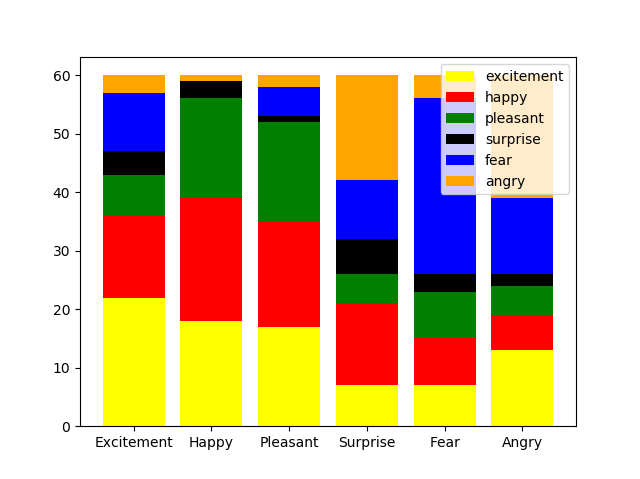 60
50
40
30
20
10
0
excitement
happy
pleasant
surprise
fear
angry
Excitement Happy Pleasant Surprise Fear Angry